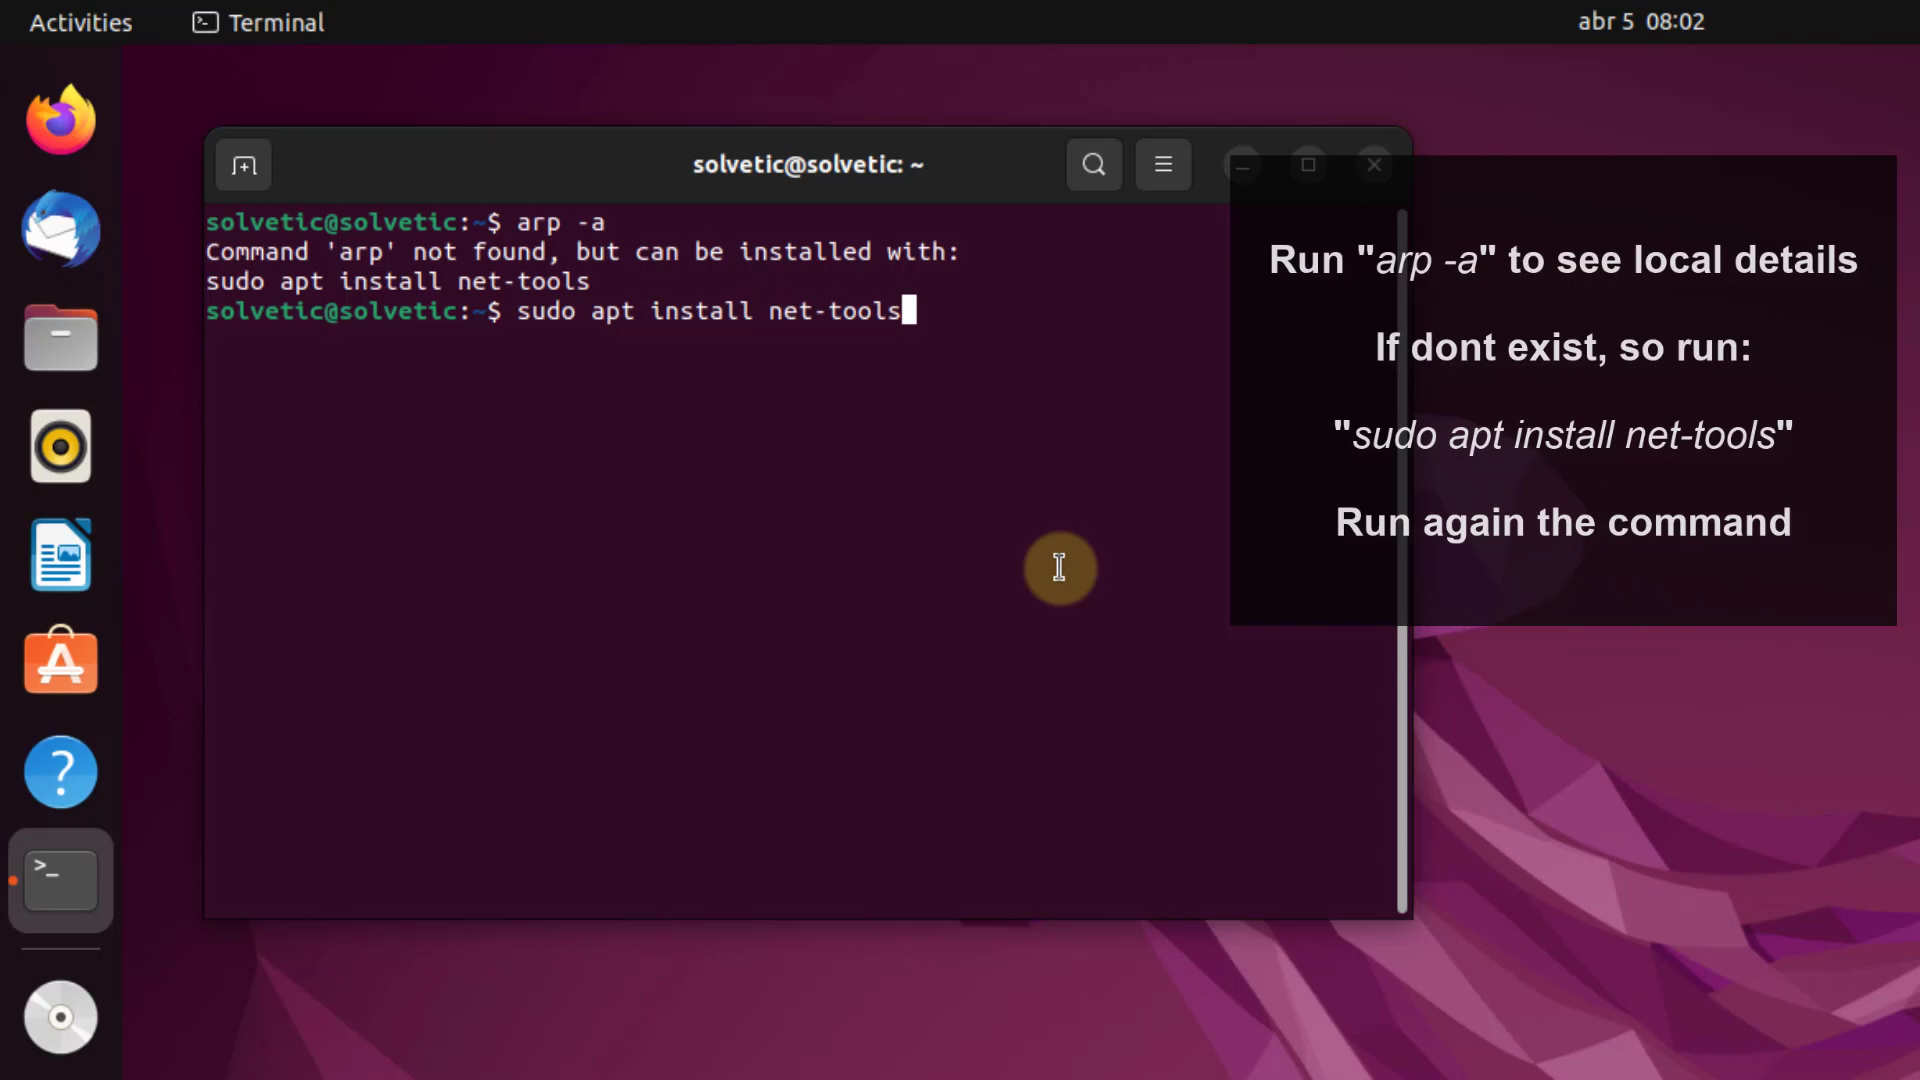 Activities
Terminal
abr 5 08:02
solvetic@solvetic: ~
solvetic@solvetic:~$ arp -a
Command 'arp' not found, but can be installed with:
sudo apt install net-tools
solvetic@solvetic:~$ sudo apt install net-tools
Run "arp -a" to see local details
If dont exist, so run:
"sudo apt install net-tools"
Run again the command